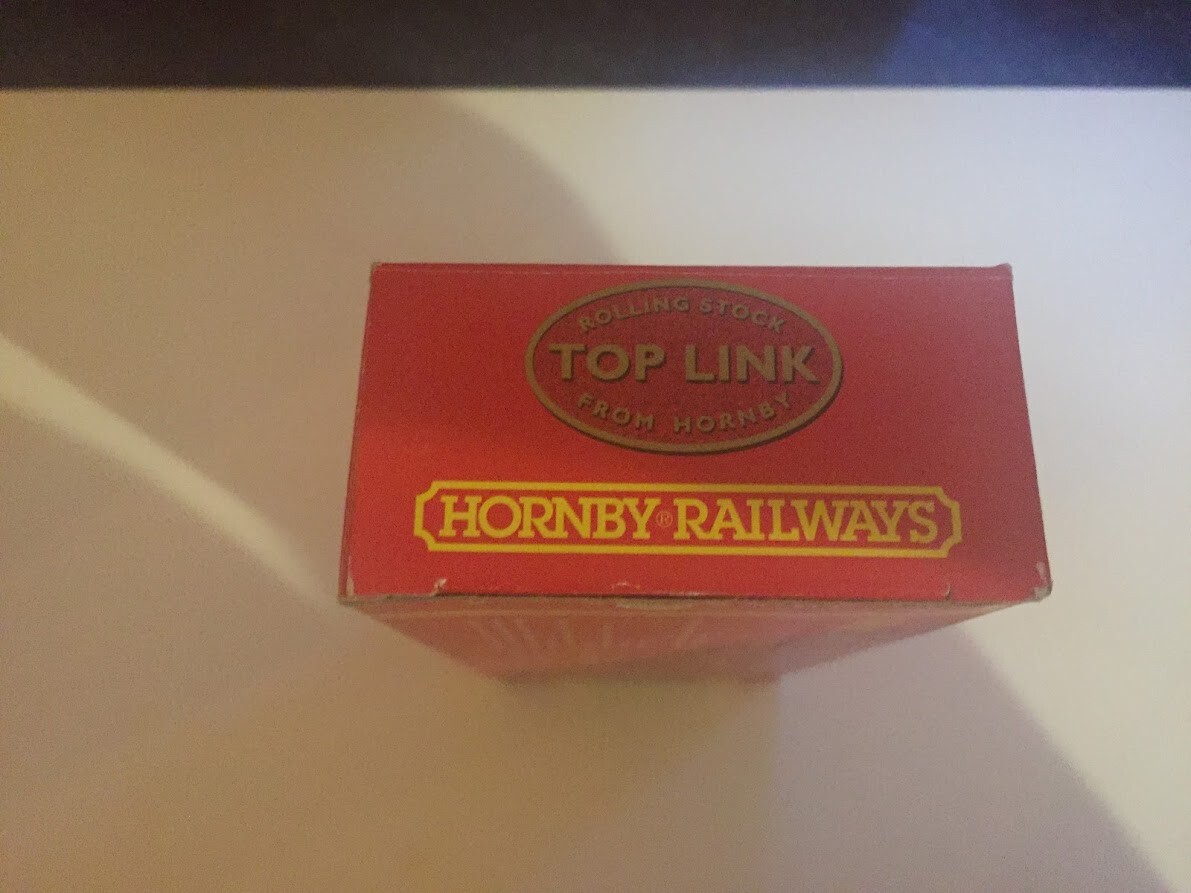 ROLLING STOCK
TOP LINK
FROM HORNBY
HORNBY® RAILWAYS